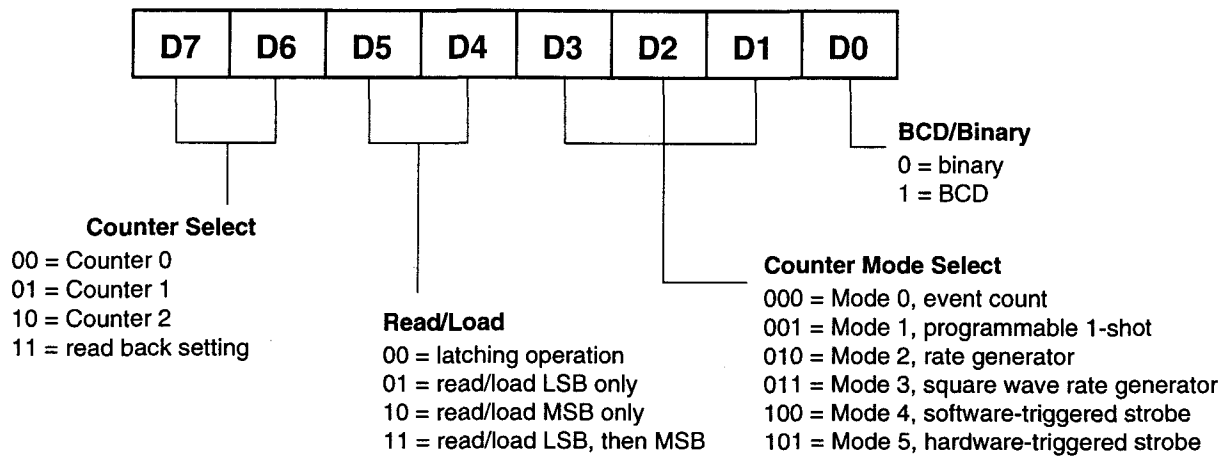 D7 D6 D5 D4 D3 D2 D1 D0
BCD/Binary
0 = binary
1 = BCD
Counter Select
00 = Counter 0
01 = Counter 1
10 = Counter 2
11 = read back setting
Read/Load
00 = latching operation
01 = read/load LSB only
10 = read/load MSB only
11 = read/load LSB, then MSB
Counter Mode Select
000 = Mode 0, event count
001 = Mode 1, programmable 1-shot
010 = Mode 2, rate generator
011 = Mode 3, square wave rate generator
100 = Mode 4, software-triggered strobe
101 = Mode 5, hardware-triggered strobe